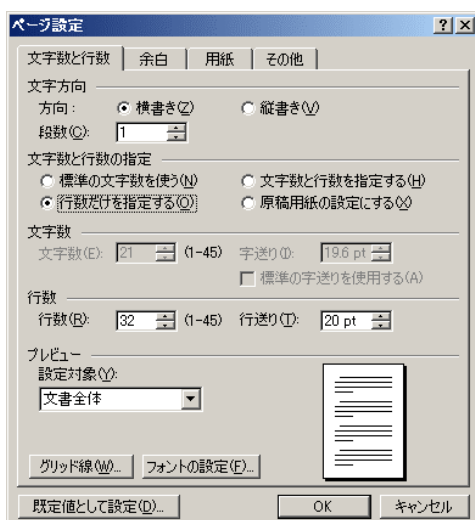 ページ設定
文字数と行数 余白 用紙 その他
文字方向
方向: 横書き(Z) 縦書き(V)
段数(C): 1
文字数と行数の指定
標準の文字数を使う(N) 文字数と行数を指定する(H)
行数だけを指定する(O) 原稿用紙の設定にする(X)
文字数
文字数(E): 21 (1-45) 字送り(I): 19.6 pt
標準の字送りを使用する(A)
行数
行数(R): 32 (1-45) 行送り(T): 20 pt
プレビュー
設定対象(Y):
文書全体
グリッド線(W)... フォントの設定(F)...
既定値として設定(D)... OK キャンセル